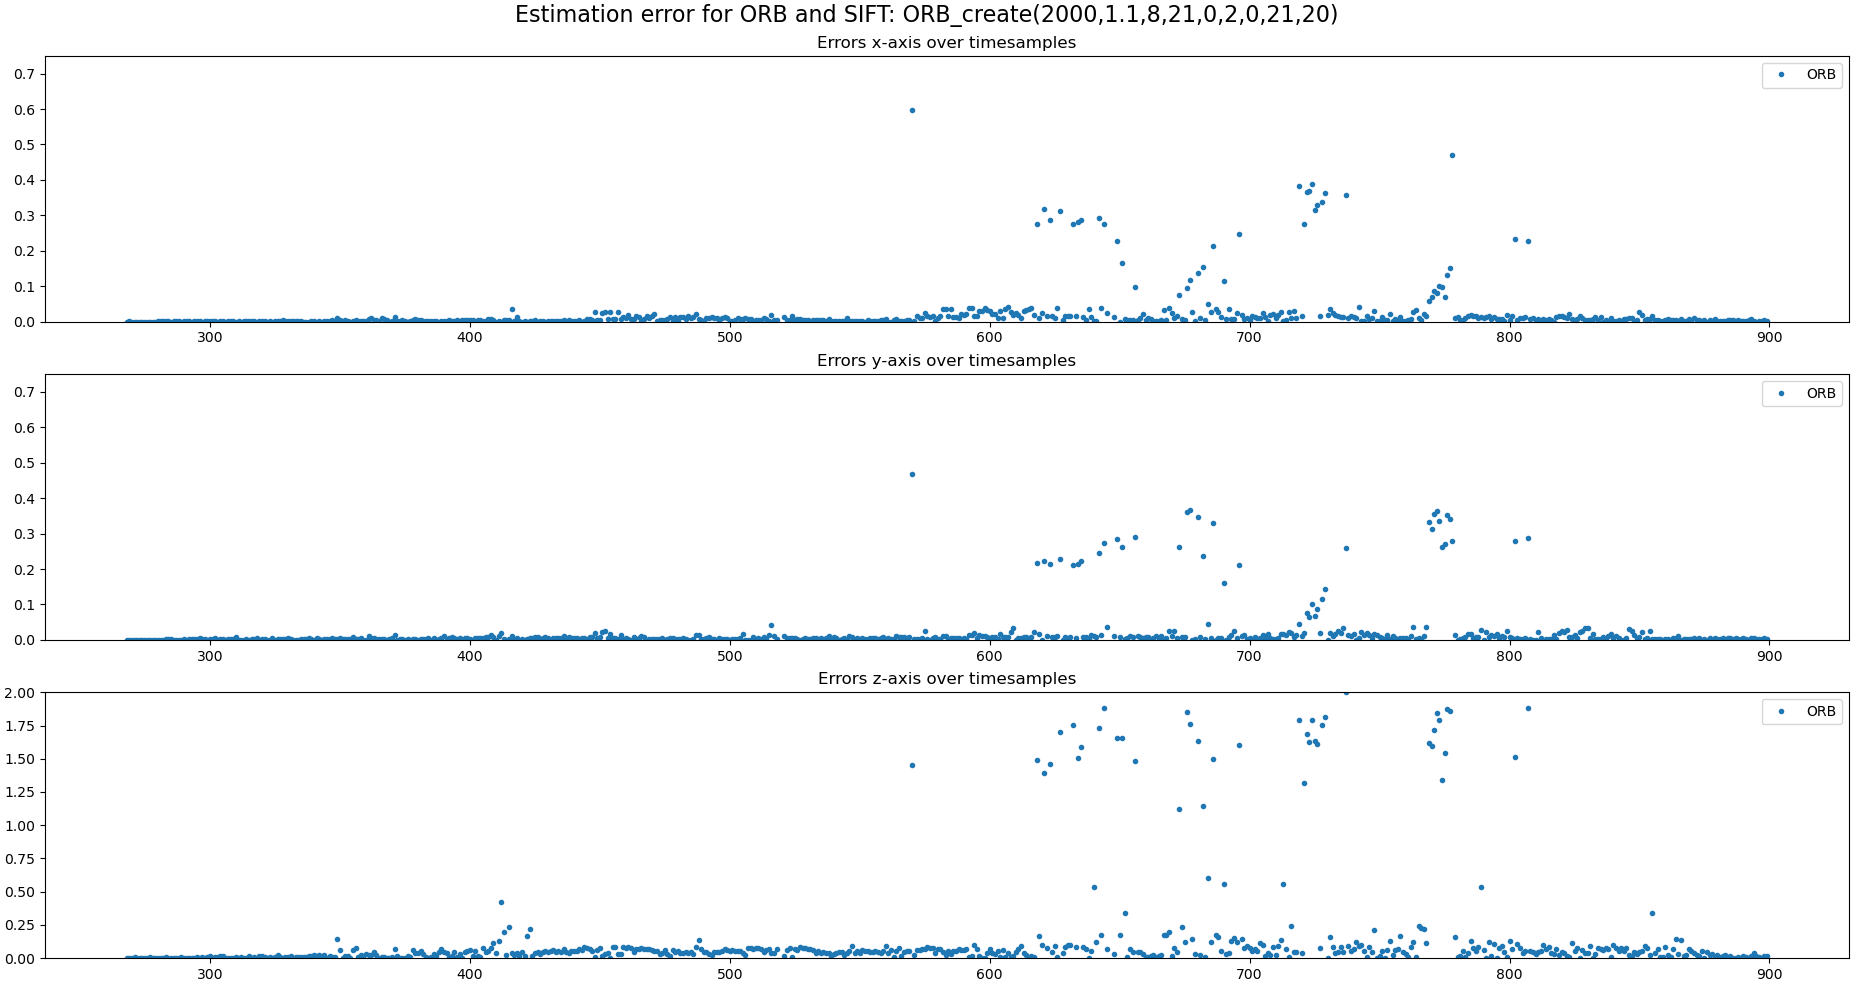 Estimation error for ORB and SIFT: ORB_create(2000,1.1,8,21,0,2,0,21,20)
Errors x-axis over timesamples
ORB
0.7
0.6
0.5
0.4
0.3
0.2
0.1
0.0
300 400 500 600 700 800 900
Errors y-axis over timesamples
ORB
0.7
0.6
0.5
0.4
0.3
0.2
0.1
0.0
300 400 500 600 700 800 900
Errors z-axis over timesamples
ORB
2.00
1.75
1.50
1.25
1.00
0.75
0.50
0.25
0.00
300 400 500 600 700 800 900